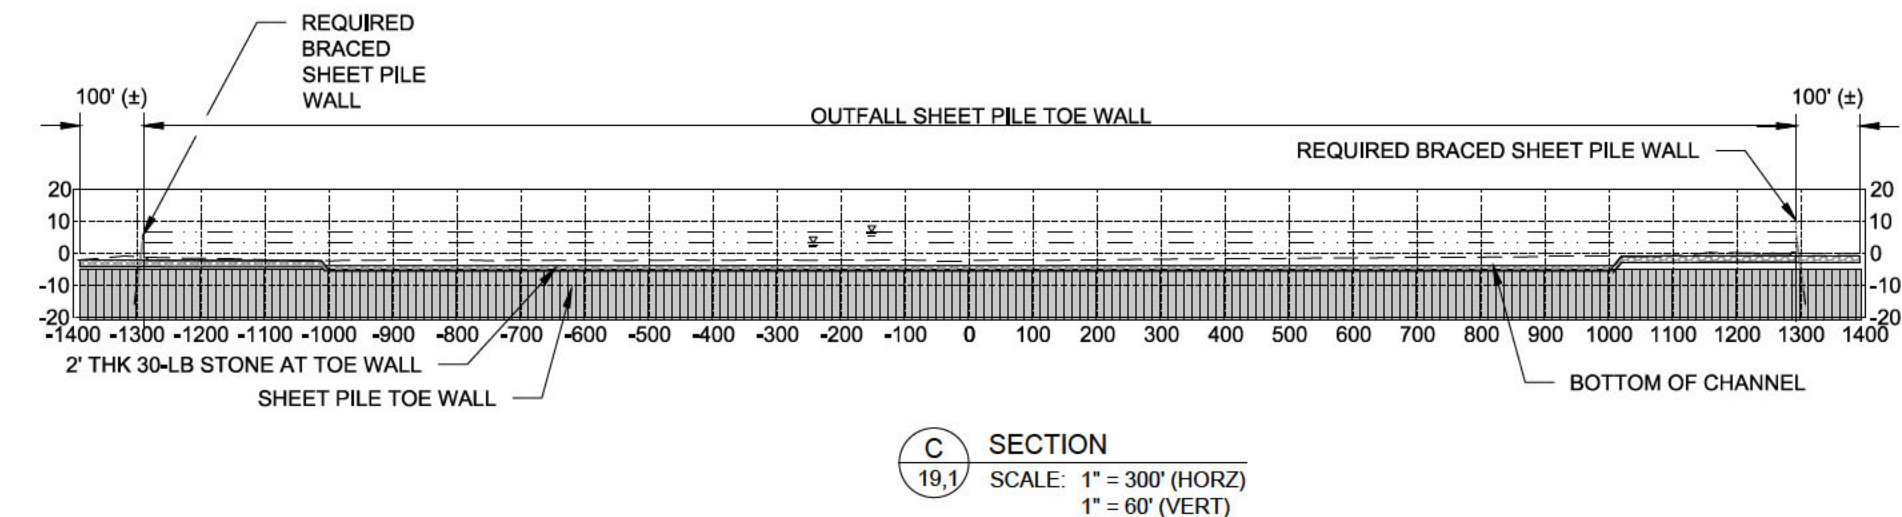 REQUIRED
BRACED
SHEET PILE
WALL
100' (±)
100' (±)
OUTFALL SHEET PILE TOE WALL
REQUIRED BRACED SHEET PILE WALL
20 20
10 10
0 0
-10 -10
-20 -20
-1400 -1300 -1200 -1100 -1000 -900 -800 -700 -600 -500 -400 -300 -200 -100 0 100 200 300 400 500 600 700 800 900 1000 1100 1200 1300 1400
2' THK 30-LB STONE AT TOE WALL
BOTTOM OF CHANNEL
SHEET PILE TOE WALL
C SECTION
19,1 SCALE: 1" = 300' (HORZ)
1" = 60' (VERT)